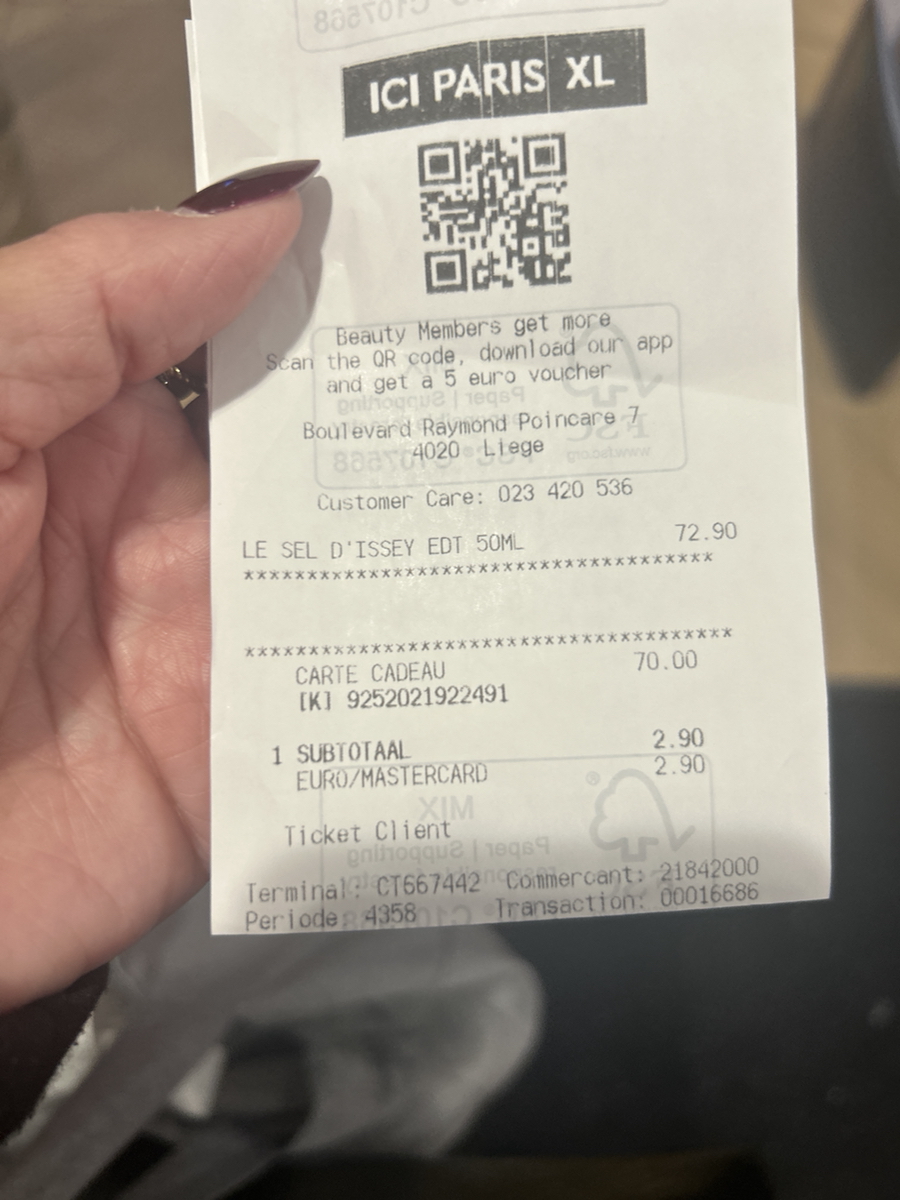 ICI PARIS XL
Beauty Members get more
Scan the QR code, download our app
and get a 5 euro voucher
Boulevard Raymond Poincare 7
4020 Liege
Customer Care: 023 420 536
LE SEL D'ISSEY EDT 50ML 72.90
*************************************
**************************************
CARTE CADEAU 70.00
[K] 9252021922491
1 SUBTOTAAL 2.90
EURO/MASTERCARD 2.90
Ticket Client
Terminal: CT667442 Commercant: 21842000
Periode: 4358 Transaction: 00016686